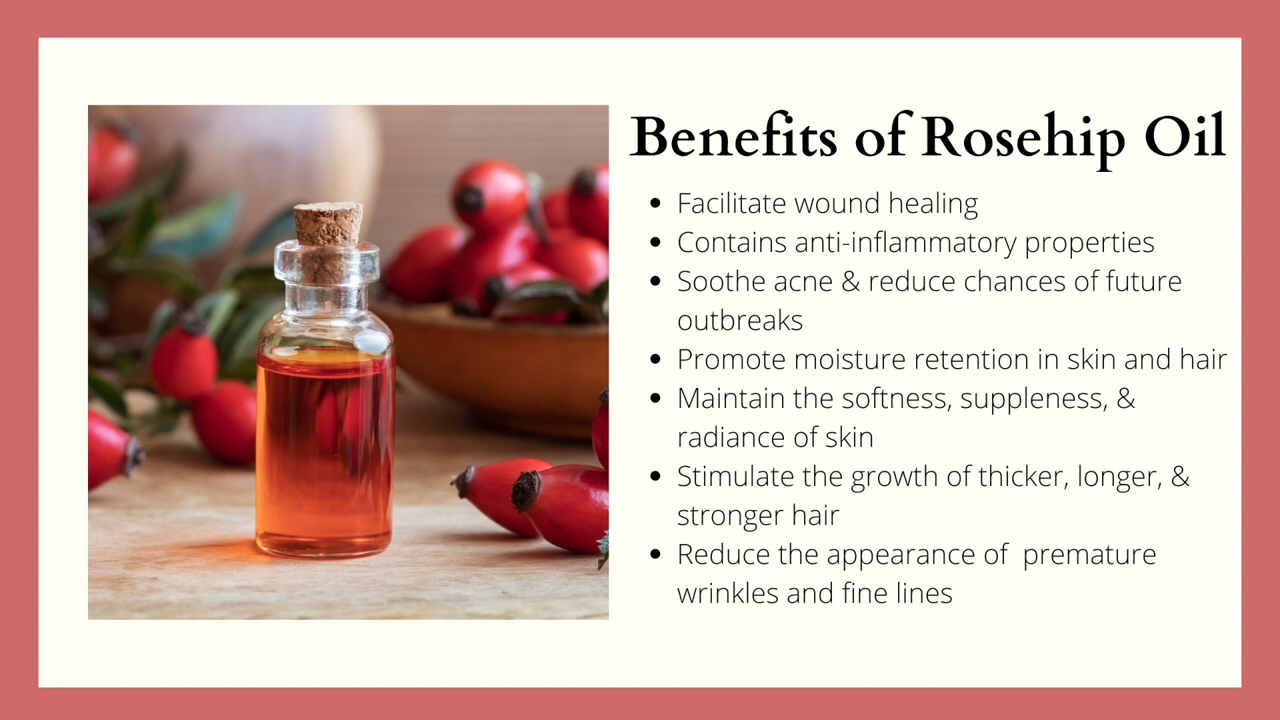 Benefits of Rosehip Oil
• Facilitate wound healing
• Contains anti-inflammatory properties
• Soothe acne & reduce chances of future
outbreaks
• Promote moisture retention in skin and hair
• Maintain the softness, suppleness, &
radiance of skin
• Stimulate the growth of thicker, longer, &
stronger hair
• Reduce the appearance of  premature
wrinkles and fine lines